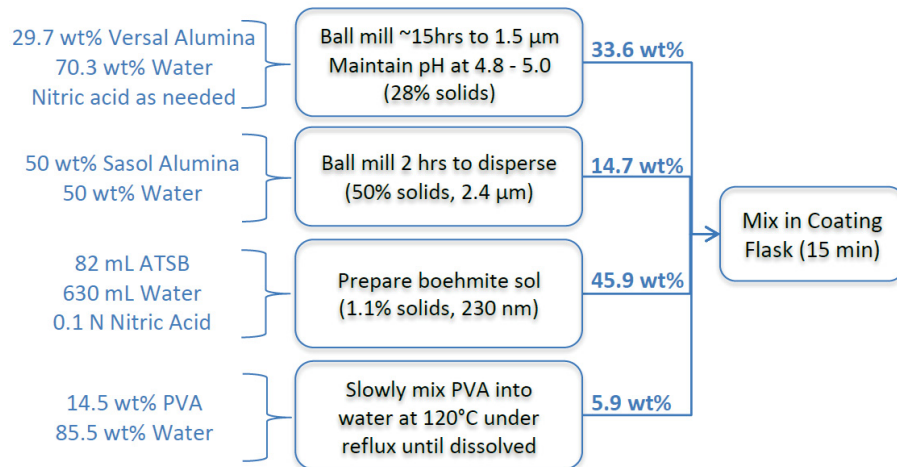 29.7 wt% Versal Alumina
70.3 wt% Water
Nitric acid as needed
Ball mill ~15hrs to 1.5 µm
Maintain pH at 4.8 - 5.0
(28% solids)
33.6 wt%
50 wt% Sasol Alumina
50 wt% Water
Ball mill 2 hrs to disperse
(50% solids, 2.4 µm)
14.7 wt%
82 mL ATSB
630 mL Water
0.1 N Nitric Acid
Prepare boehmite sol
(1.1% solids, 230 nm)
45.9 wt%
14.5 wt% PVA
85.5 wt% Water
Slowly mix PVA into
water at 120°C under
reflux until dissolved
5.9 wt%
Mix in Coating
Flask (15 min)